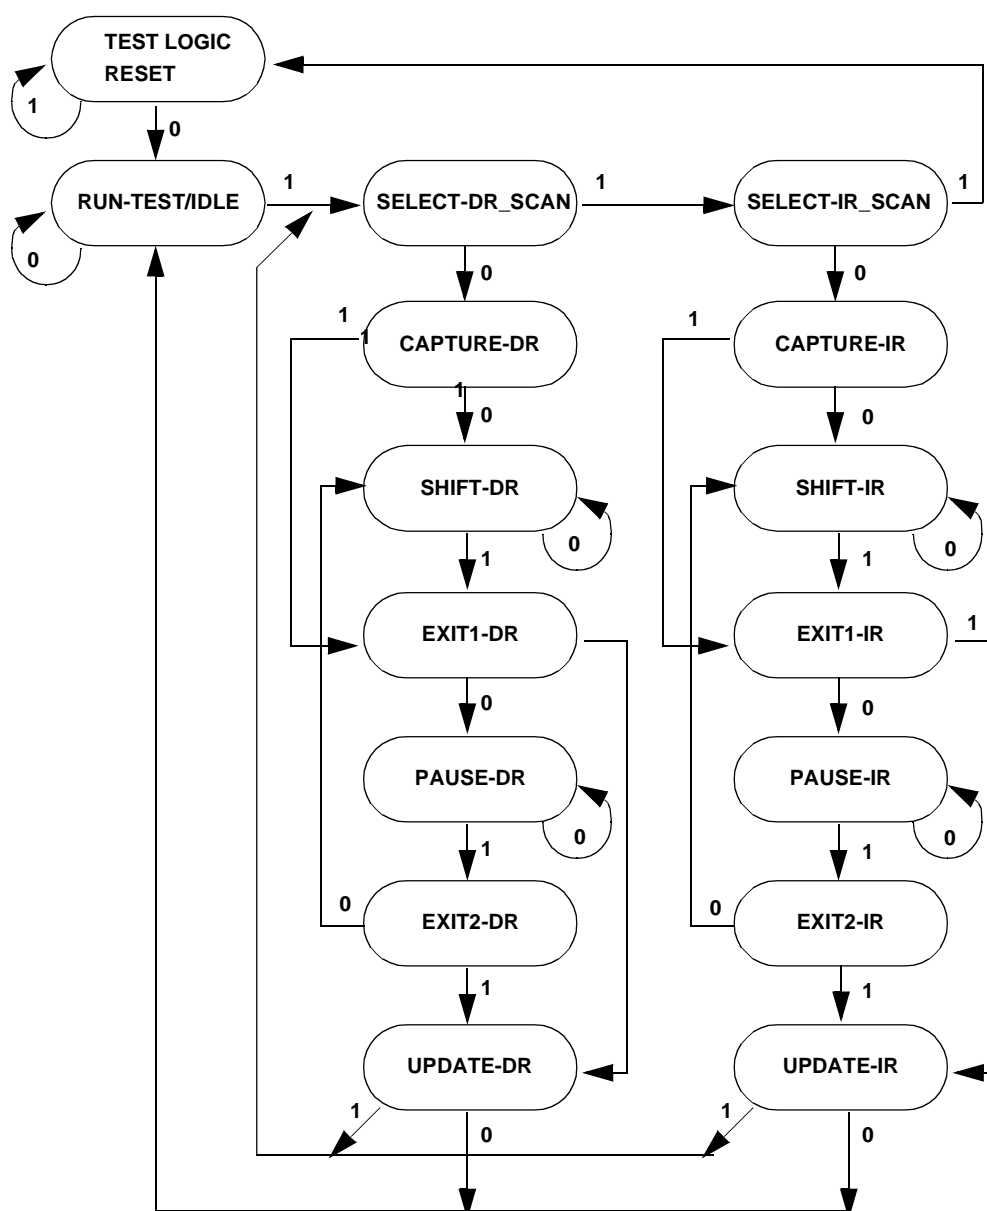 TEST LOGIC
RESET
1
0
RUN-TEST/IDLE
1
SELECT-DR_SCAN
1
SELECT-IR_SCAN
1
0
0
0
1
1
CAPTURE-DR
1
CAPTURE-IR
1
0
0
SHIFT-DR
SHIFT-IR
0
0
1
1
EXIT1-DR
EXIT1-IR
1
0
0
PAUSE-DR
PAUSE-IR
0
0
1
1
0
EXIT2-DR
0
EXIT2-IR
1
1
UPDATE-DR
UPDATE-IR
1
0
1
0